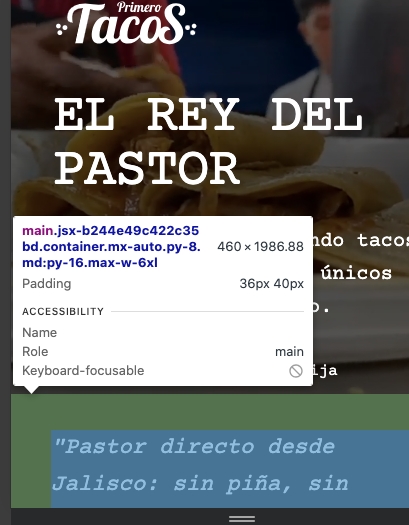 Primero
Tacos
EL REY DEL
PASTOR
main.jsx-b244e49c422c35
bd.container.mx-auto.py-8.
md:py-16.max-w-6xl
460 × 1986.88
Padding
36px 40px
ACCESSIBILITY
Name
Role
main
Keyboard-focusable
ndo tacos
únicos
o.
ija
"Pastor directo desde
Jalisco: sin piña, sin